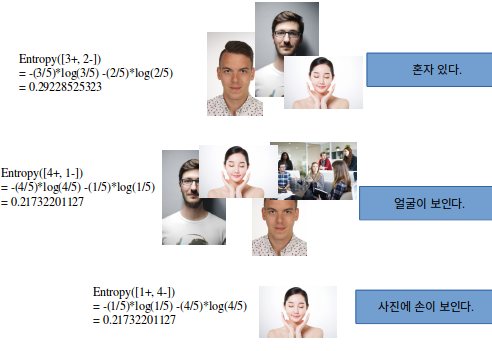 Entropy([3+, 2-])
= -(3/5)*log(3/5) -(2/5)*log(2/5)
= 0.29228525323
혼자 있다.
Entropy([4+, 1-])
= -(4/5)*log(4/5) -(1/5)*log(1/5)
= 0.21732201127
얼굴이 보인다.
Entropy([1+, 4-])
= -(1/5)*log(1/5) -(4/5)*log(4/5)
= 0.21732201127
사진에 손이 보인다.